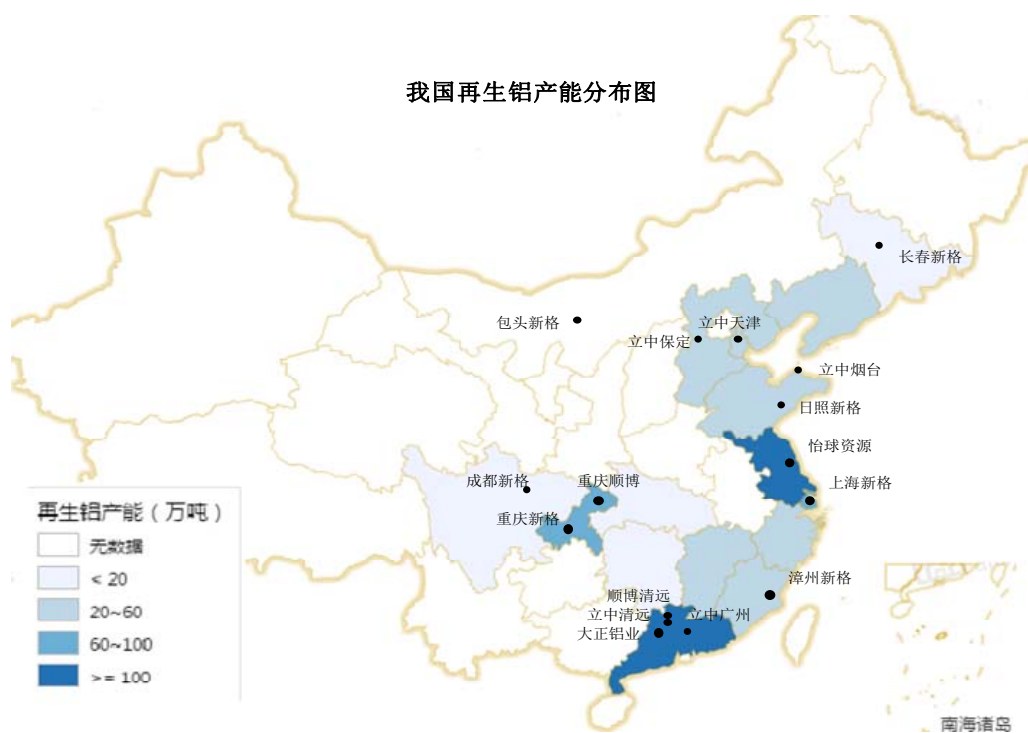 我国再生铝产能分布图
长春新格
包头新格
立中天津
立中保定
立中烟台
日照新格
怡球资源
成都新格
重庆顺博
上海新格
重庆新格
漳州新格
顺博清远
立中清远
立中广州
大正铝业
再生铝产能（万吨）
无数据
< 20
20~60
60~100
>= 100
南海诸岛